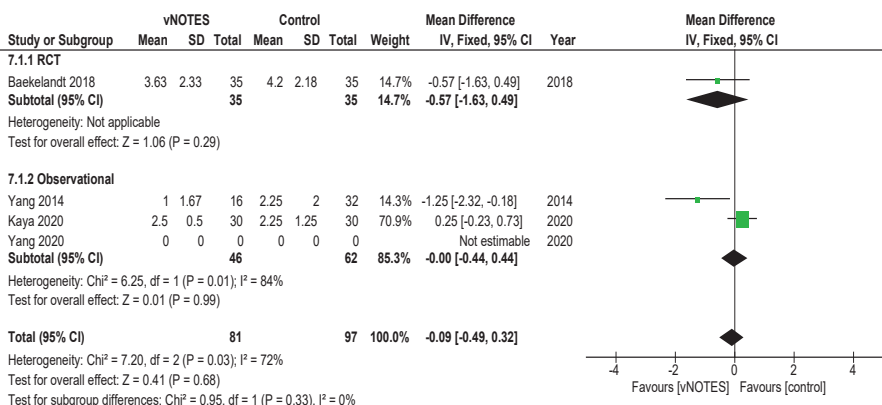 vNOTES Control Mean Difference Mean Difference
Study or Subgroup Mean SD Total Mean SD Total Weight IV, Fixed, 95% CI Year IV, Fixed, 95% CI
7.1.1 RCT
Baekelandt 2018 3.63 2.33 35 4.2 2.18 35 14.7% -0.57 [-1.63, 0.49] 2018
Subtotal (95% CI) 35 35 14.7% -0.57 [-1.63, 0.49]
Heterogeneity: Not applicable
Test for overall effect: Z = 1.06 (P = 0.29)
7.1.2 Observational
Yang 2014 1 1.67 16 2.25 2 32 14.3% -1.25 [-2.32, -0.18] 2014
Kaya 2020 2.5 0.5 30 2.25 1.25 30 70.9% 0.25 [-0.23, 0.73] 2020
Yang 2020 0 0 0 0 0 0 Not estimable 2020
Subtotal (95% CI) 46 62 85.3% -0.00 [-0.44, 0.44]
Heterogeneity: Chi² = 6.25, df = 1 (P = 0.01); I² = 84%
Test for overall effect: Z = 0.01 (P = 0.99)
Total (95% CI) 81 97 100.0% -0.09 [-0.49, 0.32]
Heterogeneity: Chi² = 7.20, df = 2 (P = 0.03); I² = 72%
Test for overall effect: Z = 0.41 (P = 0.68)
Test for subgroup differences: Chi² = 0.95, df = 1 (P = 0.33), I² = 0%
-4 -2 0 2 4
Favours [vNOTES] Favours [control]